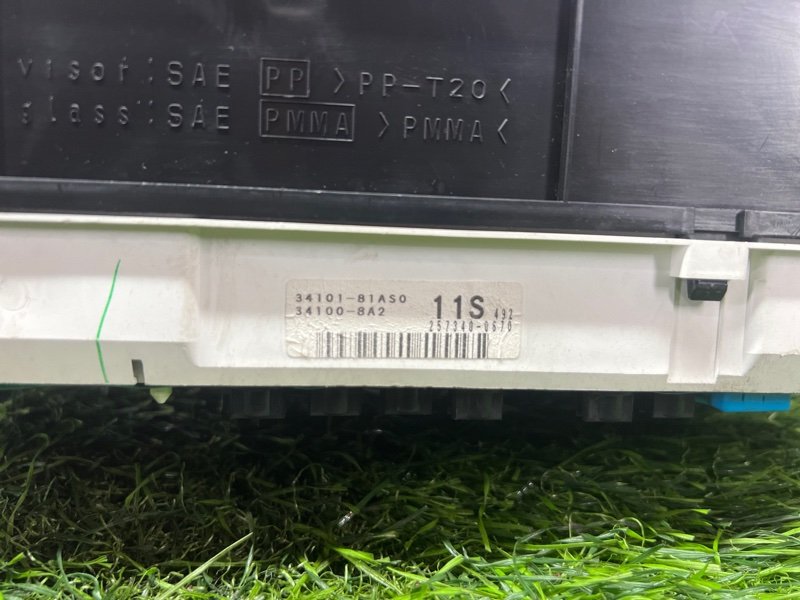 visor : SAE PP >PP-T20<
glass : SAE PMMA >PMMA<
34101-81AS0 11S 492
34100-8A2 257340-0670